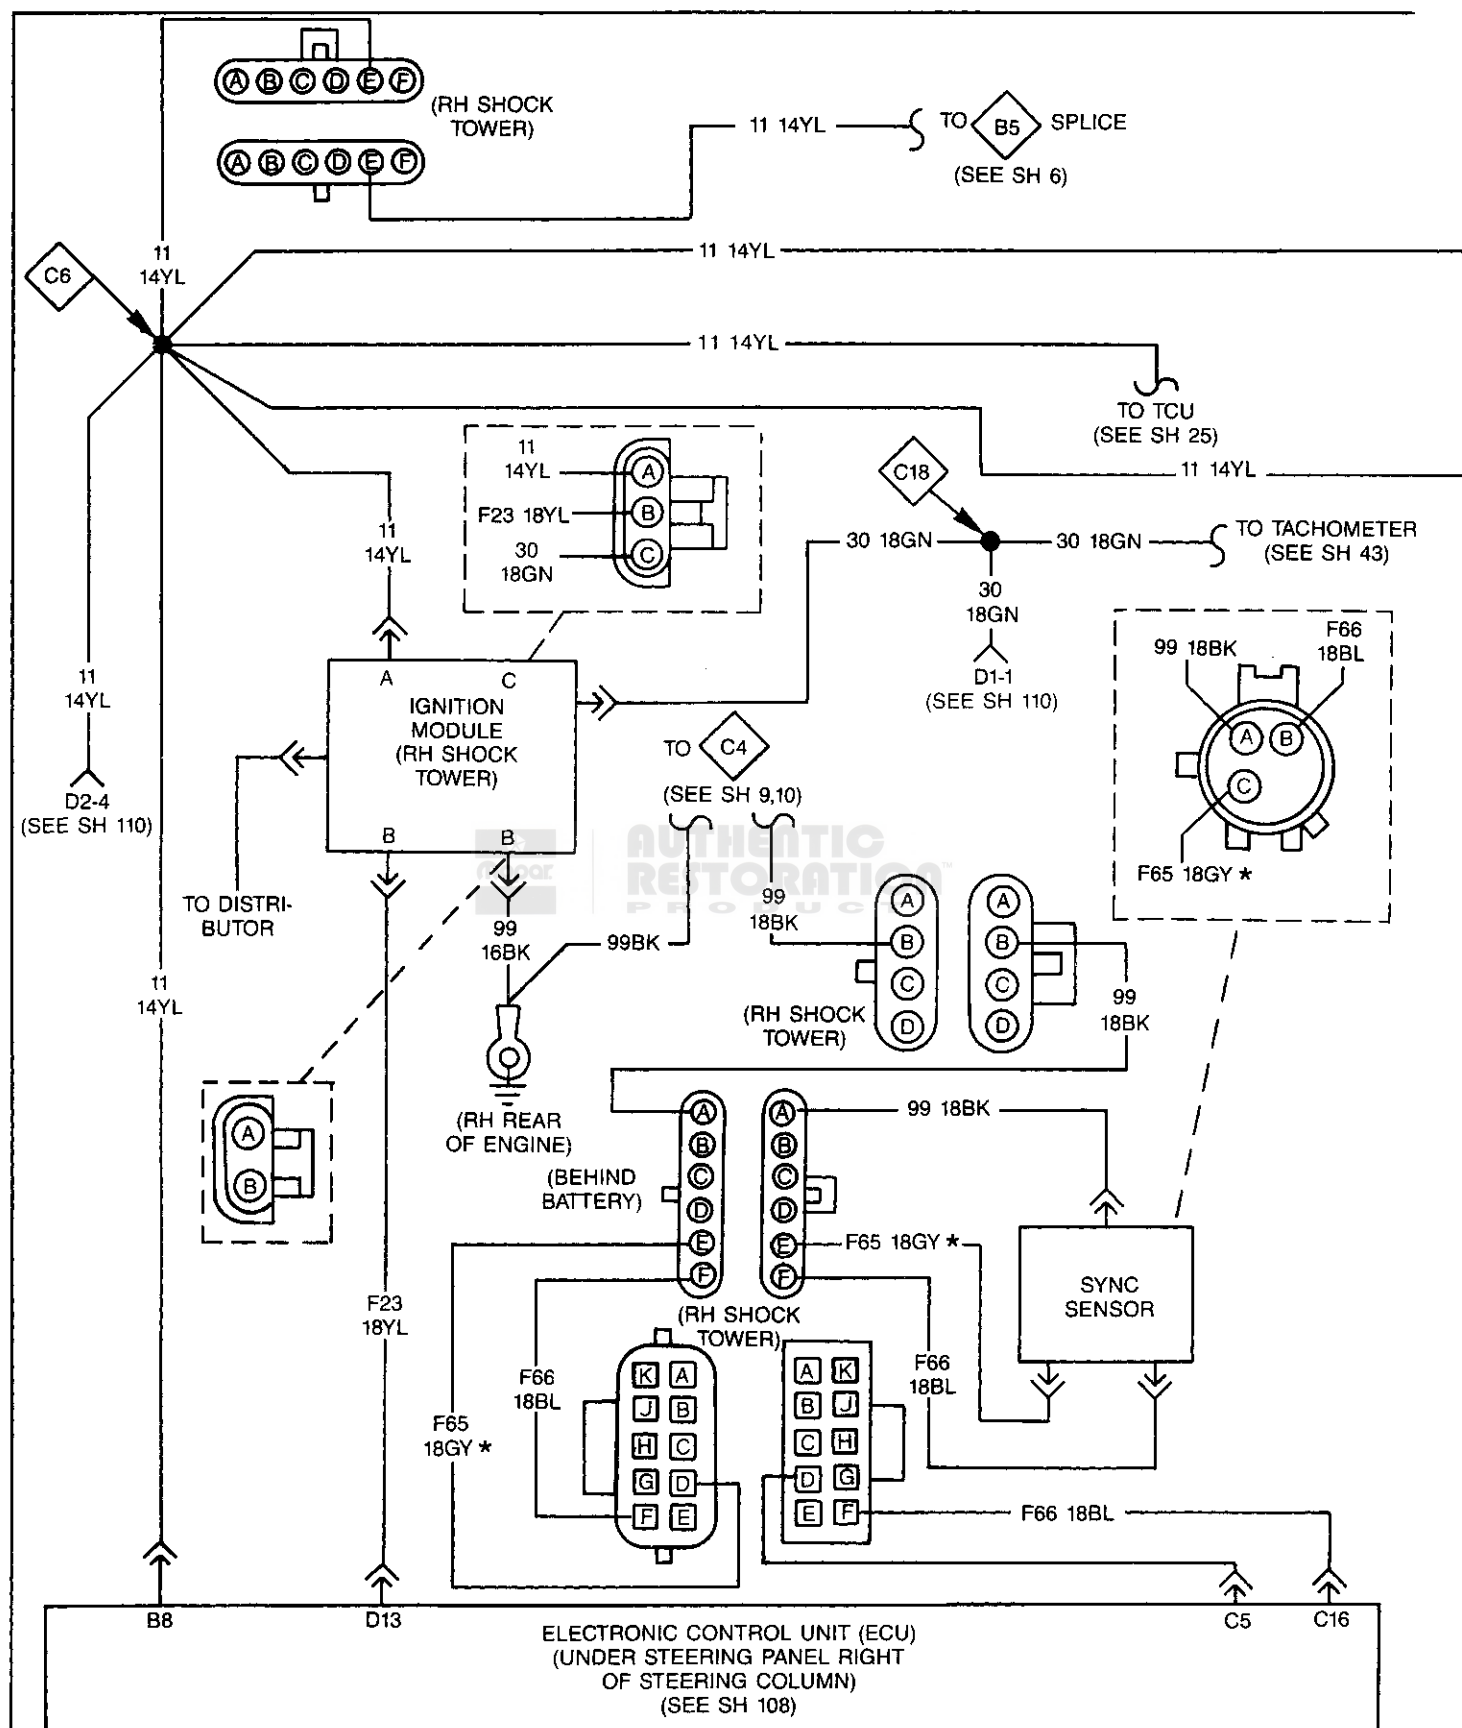 A B C D E F
(RH SHOCK
TOWER)
11 14YL
TO B5 SPLICE
(SEE SH 6)
A B C D E F
11
14YL
C6
11 14YL
11 14YL
TO TCU
(SEE SH 25)
11 14YL
11
14YL
F23 18YL
30
18GN
A
B
C
C18
30 18GN
30 18GN
TO TACHOMETER
(SEE SH 43)
30
18GN
D1-1
(SEE SH 110)
11
14YL
11
14YL
D2-4
(SEE SH 110)
A
C
IGNITION
MODULE
(RH SHOCK
TOWER)
B
B
TO DISTRI-
BUTOR
TO C4
(SEE SH 9,10)
99 18BK
F66
18BL
A
B
C
F65 18GY *
mopar
AUTHENTIC
RESTORATION™
PRODUCT
99
16BK
99BK
99
18BK
A
B
C
D
A
B
C
D
(RH SHOCK
TOWER)
99
18BK
11
14YL
(RH REAR
OF ENGINE)
A
B
(BEHIND
BATTERY)
A
B
C
D
E
F
A
B
C
D
E
F
99 18BK
F65 18GY *
SYNC
SENSOR
(RH SHOCK
TOWER)
F23
18YL
F66
18BL
F65
18GY *
F66
18BL
K A
J B
H C
G D
F E
A K
B J
C H
D G
E F
F66 18BL
B8
D13
C5
C16
ELECTRONIC CONTROL UNIT (ECU)
(UNDER STEERING PANEL RIGHT
OF STEERING COLUMN)
(SEE SH 108)